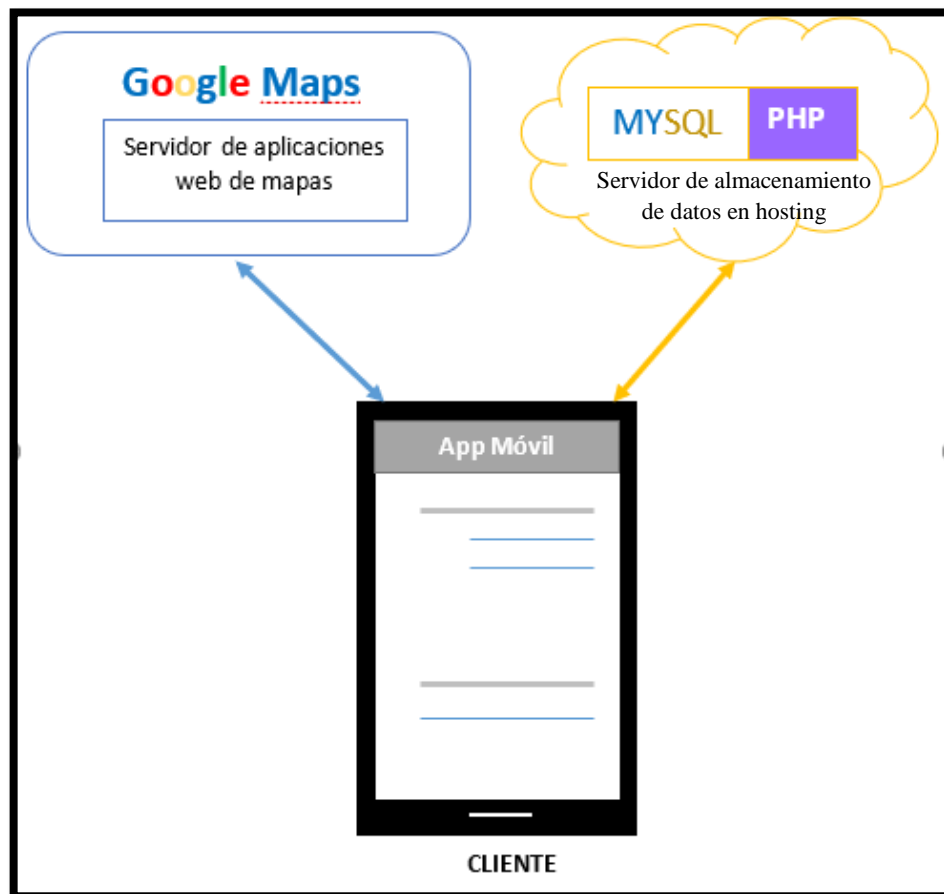 Google Maps
Servidor de aplicaciones
web de mapas
MYSQL PHP
Servidor de almacenamiento
de datos en hosting
App Móvil
CLIENTE